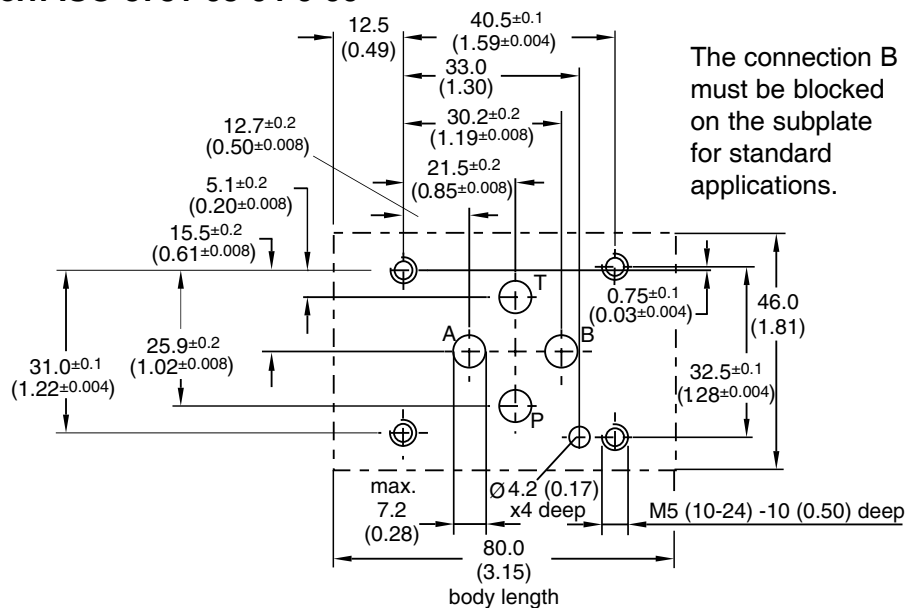 12.5
(0.49)
40.5±0.1
(1.59±0.004)
33.0
(1.30)
30.2±0.2
(1.19±0.008)
12.7±0.2
(0.50±0.008)
21.5±0.2
(0.85±0.008)
5.1±0.2
(0.20±0.008)
15.5±0.2
(0.61±0.008)
The connection B
must be blocked
on the subplate
for standard
applications.
T
A
B
P
0.75±0.1
(0.03±0.004)
46.0
(1.81)
31.0±0.1
(1.22±0.004)
25.9±0.2
(1.02±0.008)
32.5±0.1
(1.28±0.004)
max.
7.2
(0.28)
Ø4.2 (0.17)
x4 deep
M5 (10-24) -10 (0.50) deep
80.0
(3.15)
body length